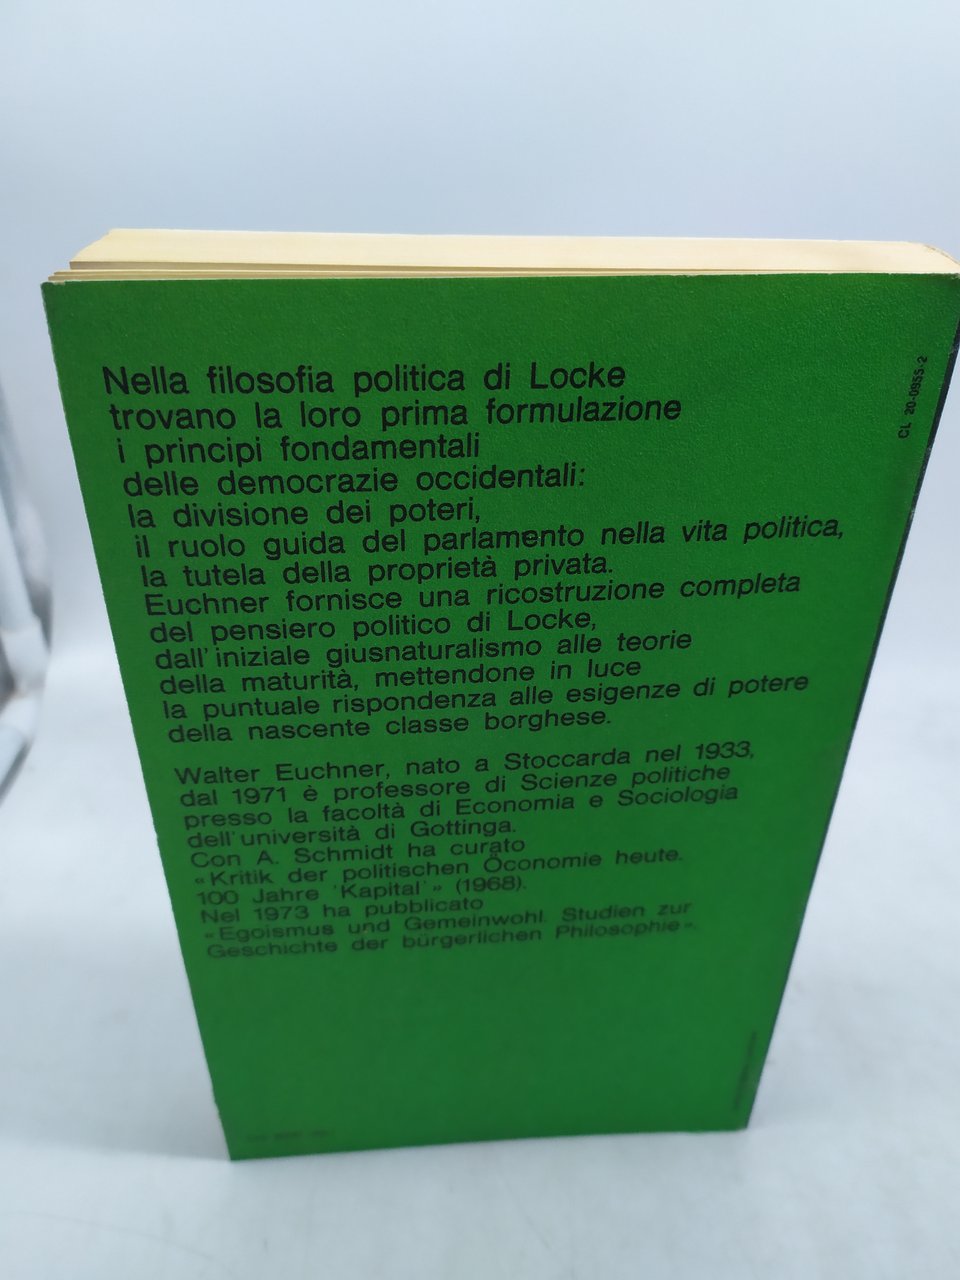 Nella filosofia politica di Locke
trovano la loro prima formulazione
i principi fondamentali
delle democrazie occidentali:
la divisione dei poteri,
il ruolo guida del parlamento nella vita politica,
la tutela della proprietà privata.
Euchner fornisce una ricostruzione completa
del pensiero politico di Locke,
dall'iniziale giusnaturalismo alle teorie
della maturità, mettendone in luce
la puntuale rispondenza alle esigenze di potere
della nascente classe borghese.
Walter Euchner, nato a Stoccarda nel 1933,
dal 1971 è professore di Scienze politiche
presso la facoltà di Economia e Sociologia
dell'università di Gottinga.
Con A. Schmidt ha curato
«Kritik der politischen Öconomie heute.
100 Jahre 'Kapital'» (1968).
Nel 1973 ha pubblicato
«Egoismus und Gemeinwohl. Studien zur
Geschichte der bürgerlichen Philosophie».
CL 20-0955-2